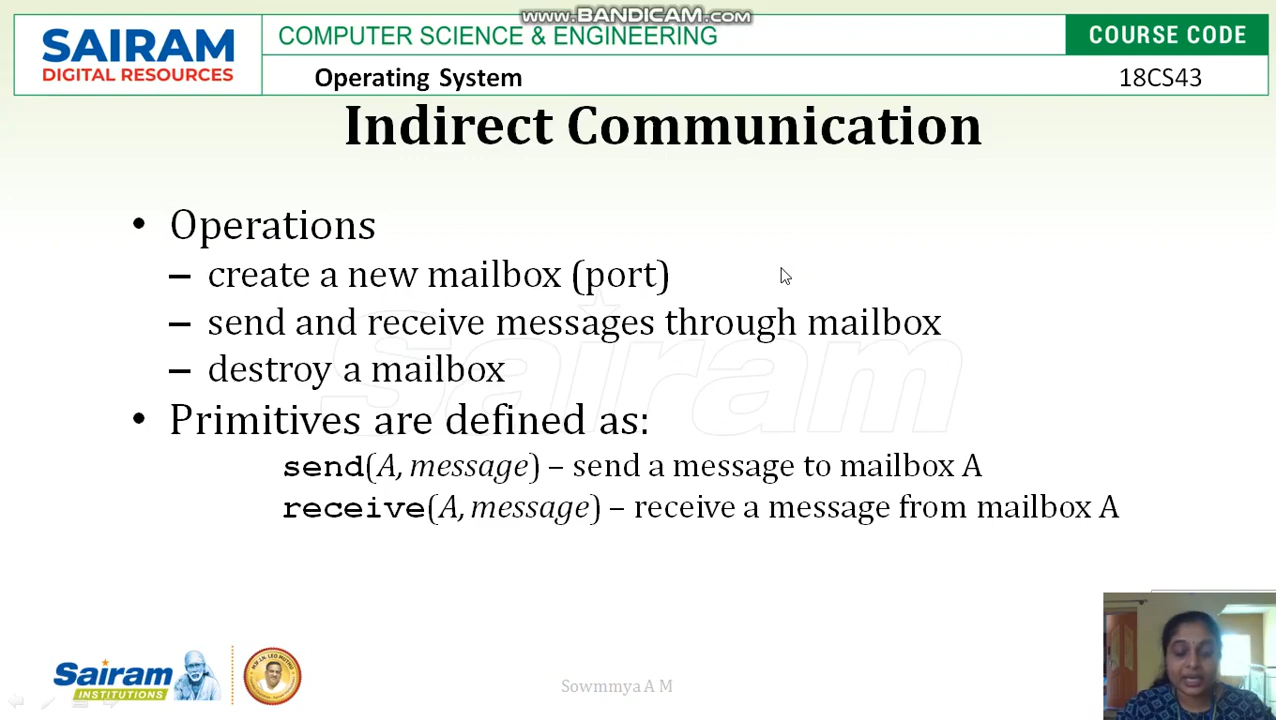 www.BANDICAM.com
SAIRAM
DIGITAL RESOURCES
COMPUTER SCIENCE & ENGINEERING
COURSE CODE
Operating System
18CS43
Indirect Communication
• Operations
– create a new mailbox (port)
– send and receive messages through mailbox
– destroy a mailbox
• Primitives are defined as:
send(A, message) – send a message to mailbox A
receive(A, message) – receive a message from mailbox A
Sairam
Sairam
INSTITUTIONS
Sowmmya A M